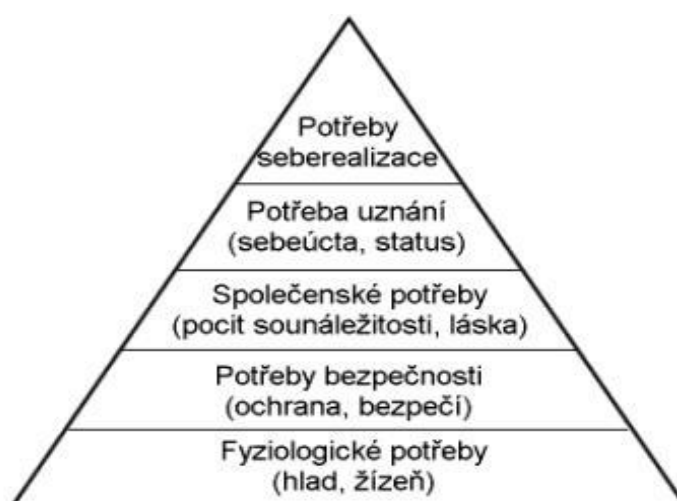 Potřeby
seberealizace
Potřeba uznání
(sebeúcta, status)
Společenské potřeby
(pocit sounáležitosti, láska)
Potřeby bezpečnosti
(ochrana, bezpečí)
Fyziologické potřeby
(hlad, žízeň)